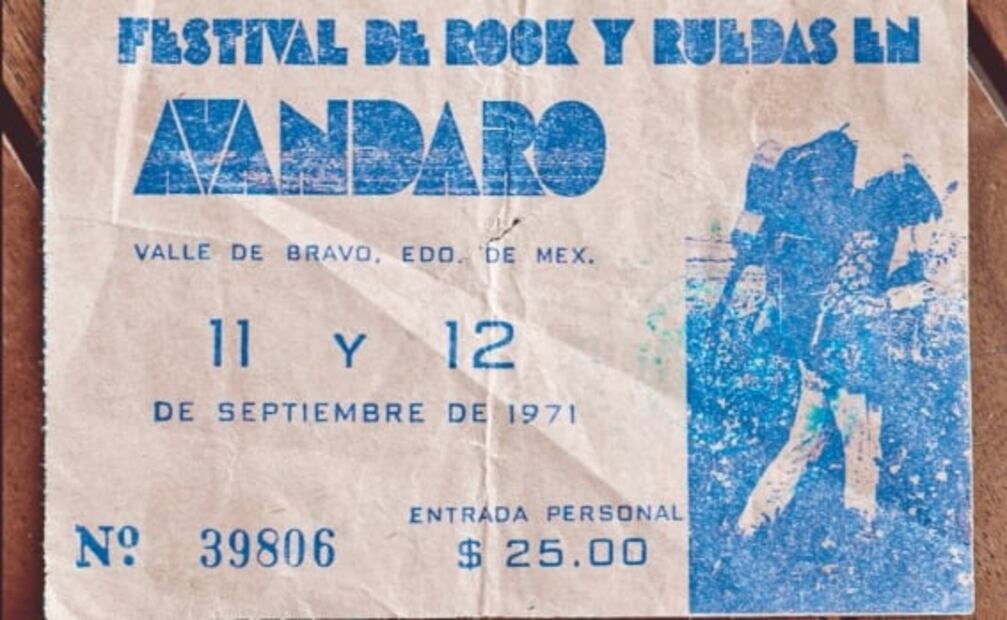 FESTIVAL DE ROCK Y RUEDAS EN
AVANDARO
VALLE DE BRAVO, EDO. DE MEX.
11 Y 12
DE SEPTIEMBRE DE 1971
ENTRADA PERSONAL
Nº 39806 $ 25.00